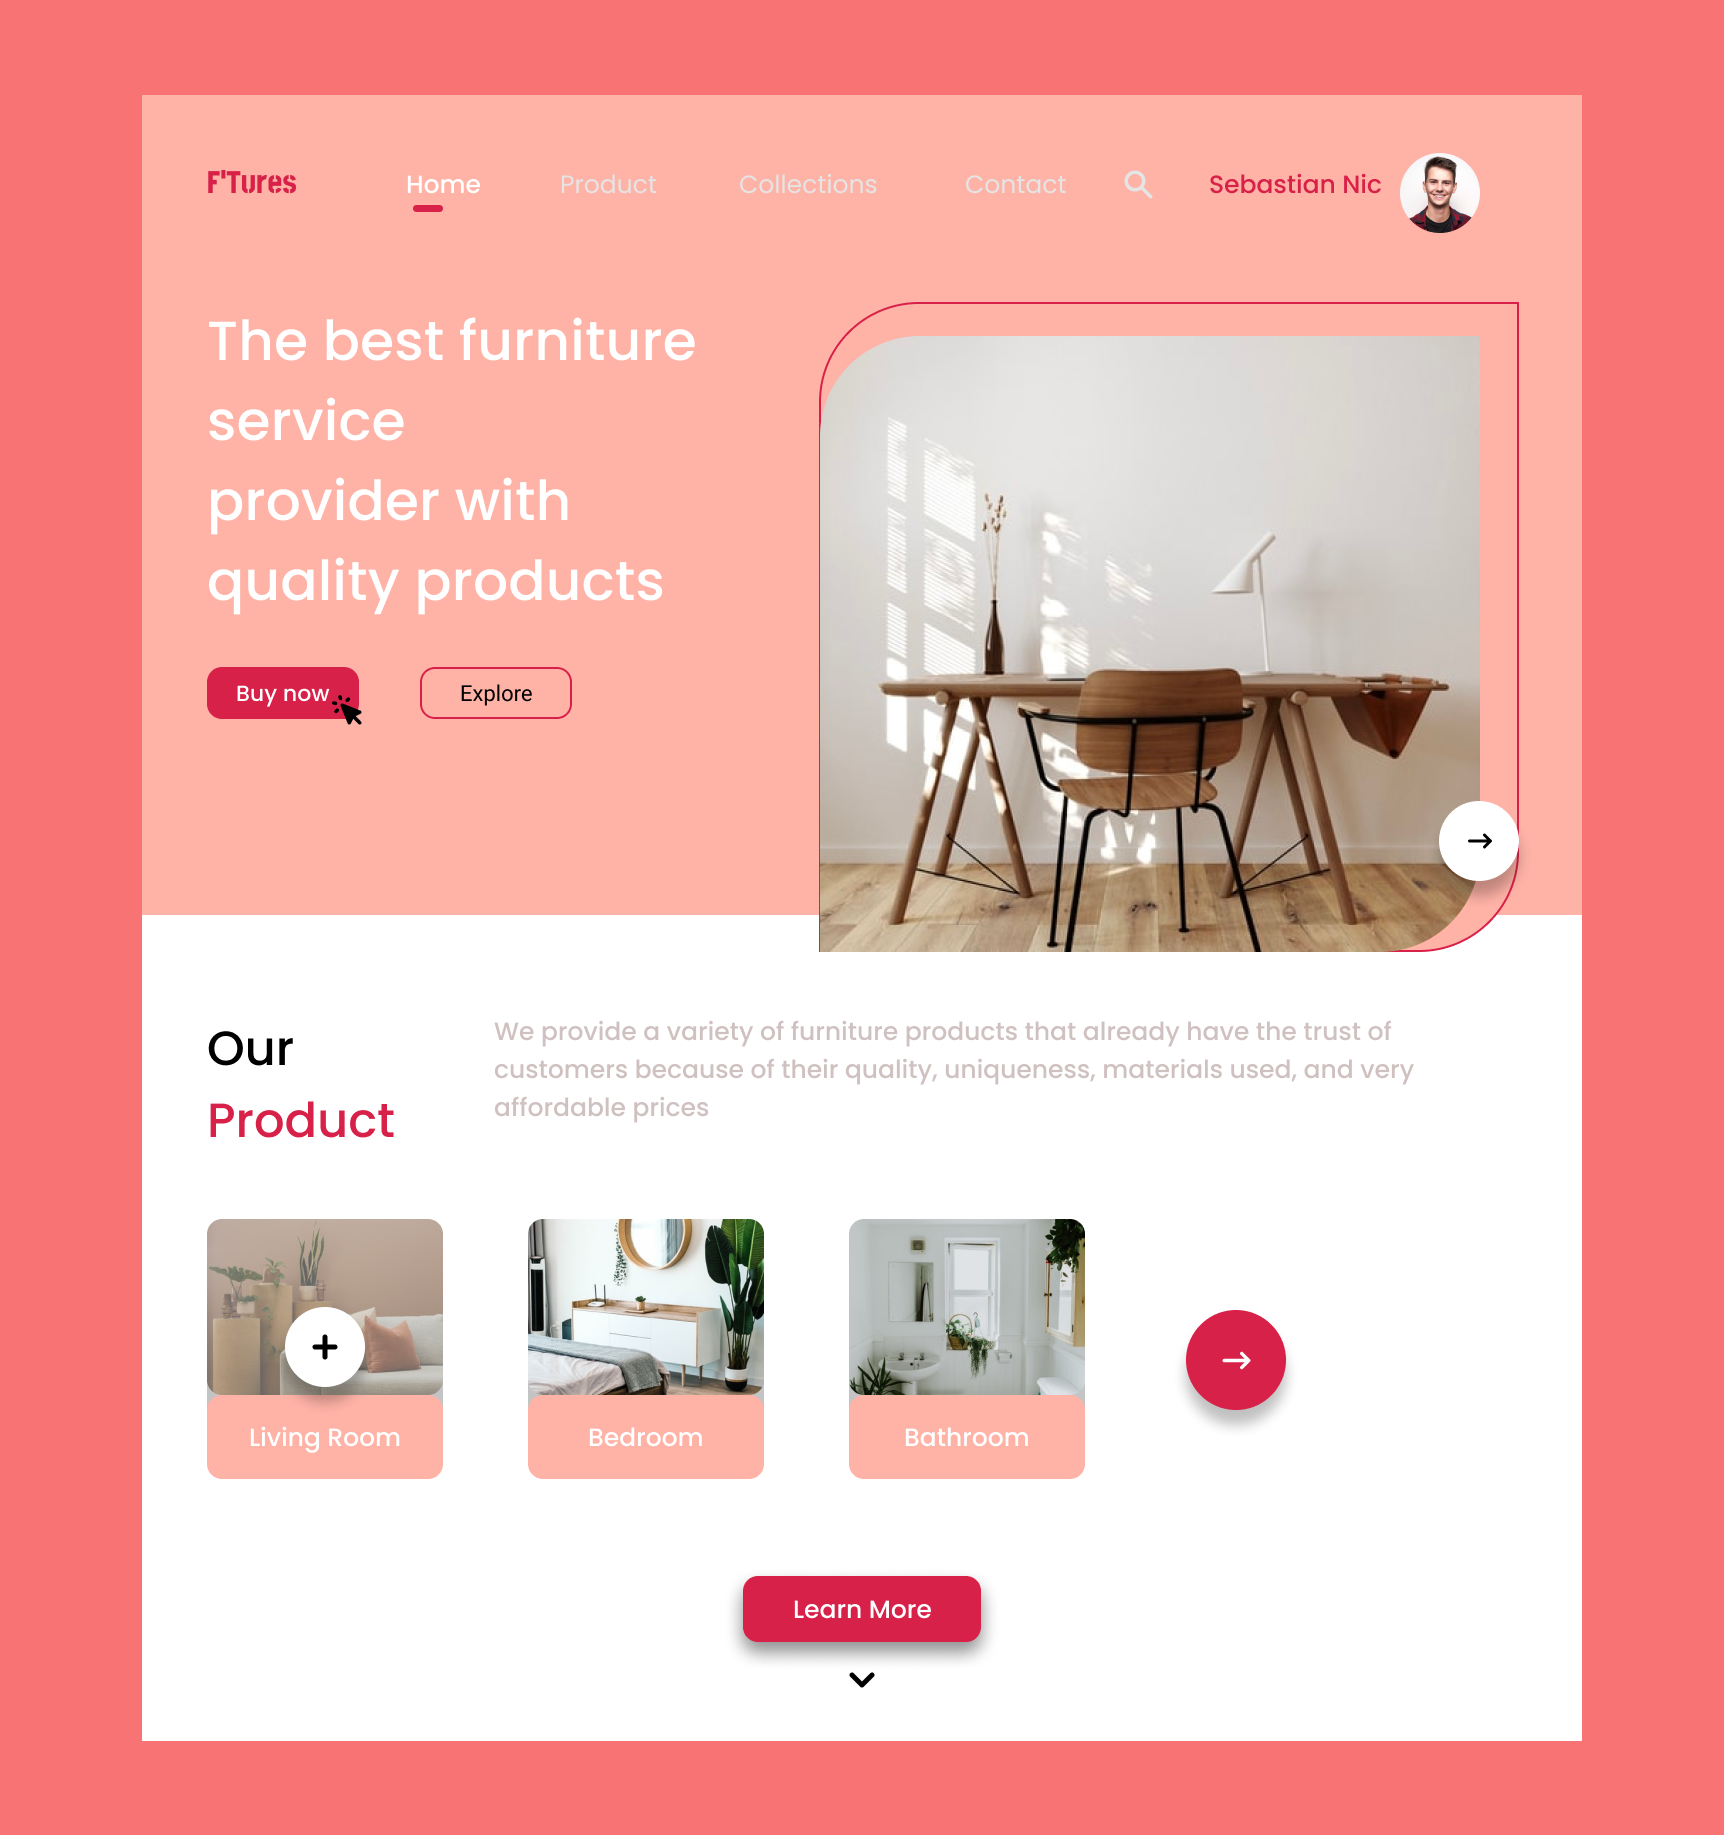 F'Tures
Home
Product
Collections
Contact
Sebastian Nic
The best furniture
service
provider with
quality products
Buy now
Explore
Our
Product
We provide a variety of furniture products that already have the trust of
customers because of their quality, uniqueness, materials used, and very
affordable prices
Living Room
Bedroom
Bathroom
Learn More